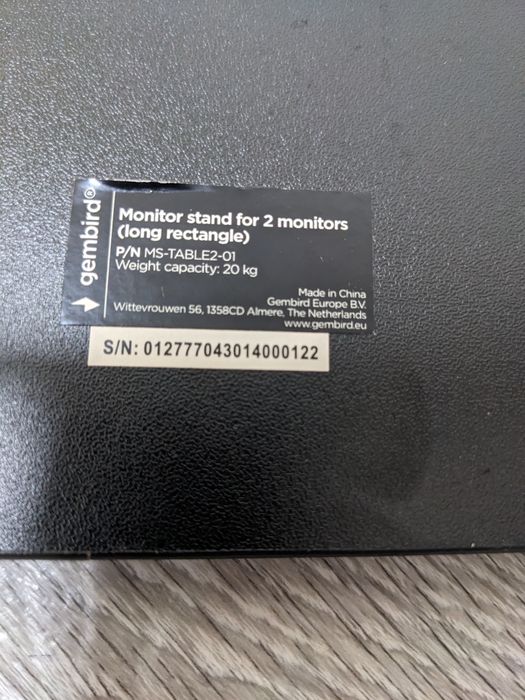 gembird®
Monitor stand for 2 monitors
(long rectangle)
P/N MS-TABLE2-01
Weight capacity: 20 kg
Made in China
Gembird Europe B.V.
Wittevrouwen 56, 1358CD Almere, The Netherlands
www.gembird.eu
S/N: 012777043014000122